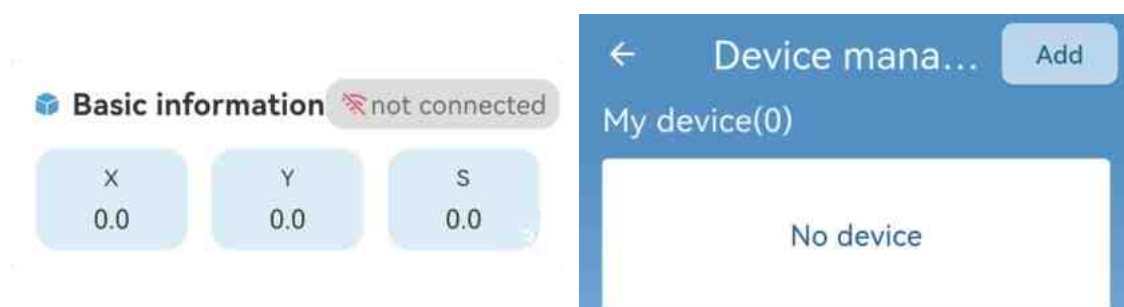 Basic information not connected
X Y S
0.0 0.0 0.0
← Device mana... Add
My device(0)
No device